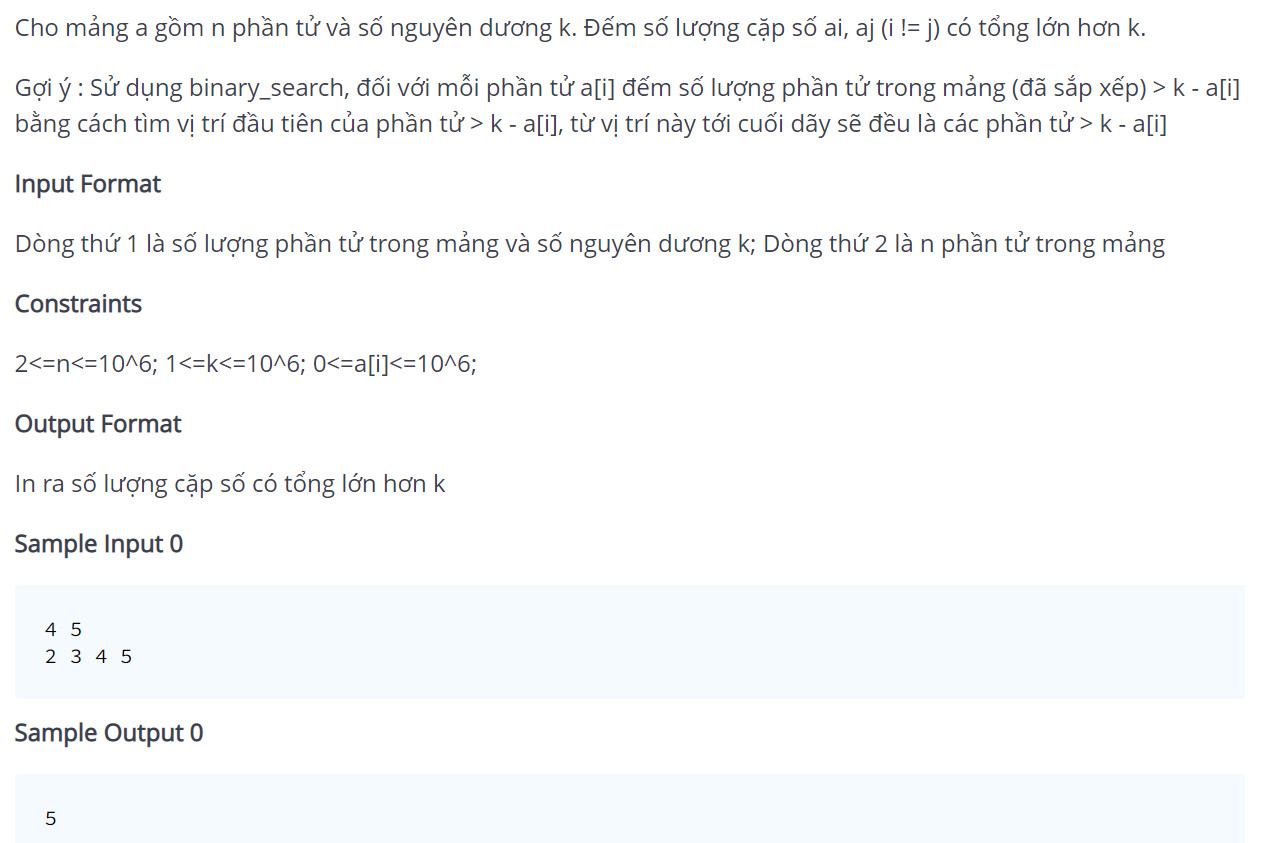 Cho mảng a gồm n phần tử và số nguyên dương k. Đếm số lượng cặp số ai, aj (i != j) có tổng lớn hơn k.
Gợi ý : Sử dụng binary_search, đối với mỗi phần tử a[i] đếm số lượng phần tử trong mảng (đã sắp xếp) > k - a[i]
bằng cách tìm vị trí đầu tiên của phần tử > k - a[i], từ vị trí này tới cuối dãy sẽ đều là các phần tử > k - a[i]
Input Format
Dòng thứ 1 là số lượng phần tử trong mảng và số nguyên dương k; Dòng thứ 2 là n phần tử trong mảng
Constraints
2<=n<=10^6; 1<=k<=10^6; 0<=a[i]<=10^6;
Output Format
In ra số lượng cặp số có tổng lớn hơn k
Sample Input 0
4 5
2 3 4 5
Sample Output 0
5